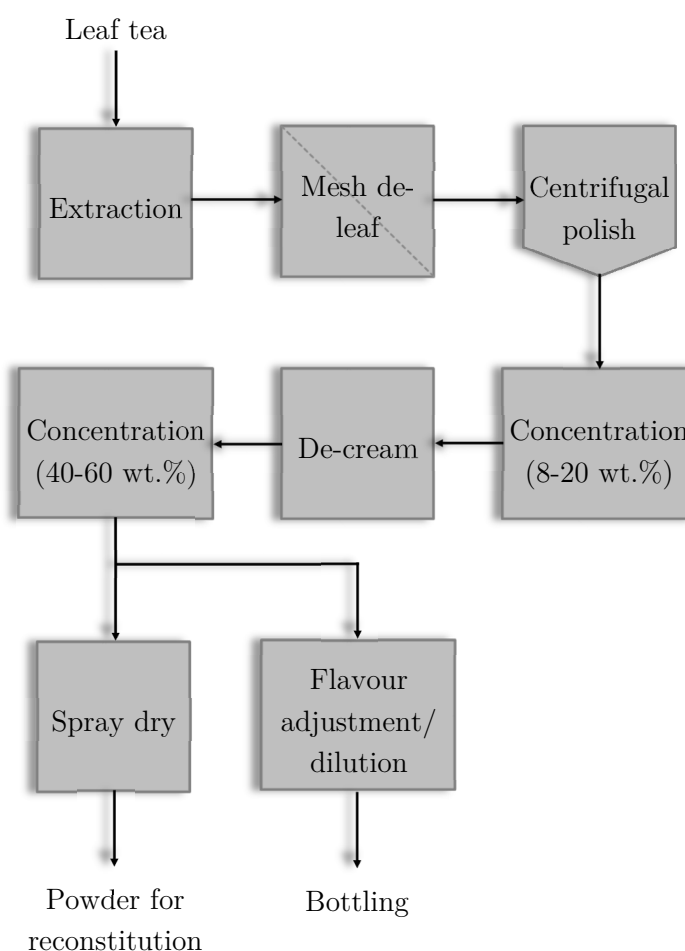 Leaf tea
Extraction
Mesh de-
leaf
Centrifugal
polish
Concentration
(8-20 wt.%)
De-cream
Concentration
(40-60 wt.%)
Spray dry
Flavour
adjustment/
dilution
Powder for
reconstitution
Bottling